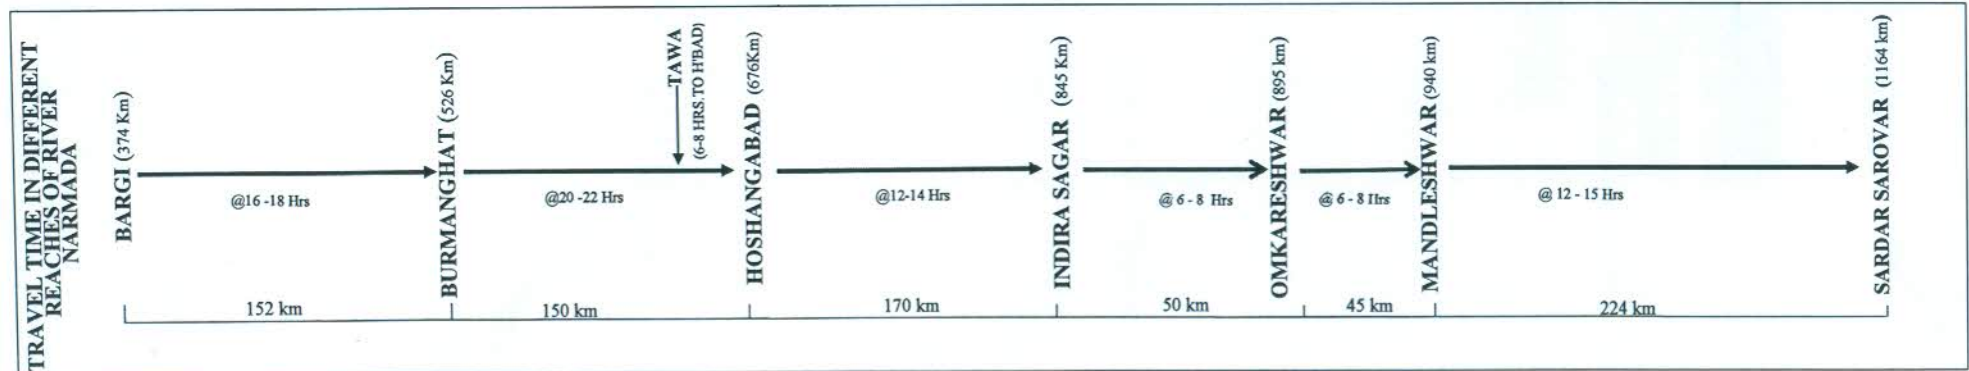 TRAVEL TIME IN DIFFERENT
REACHES OF RIVER
NARMADA
BARGI (374 Km)
@16 -18 Hrs
BURMANGHAT (526 Km)
@20 -22 Hrs
TAWA
(6-8 HRS.TO H'BAD)
HOSHANGABAD (676Km)
@12-14 Hrs
INDIRA SAGAR (845 Km)
@ 6 - 8 Hrs
OMKARESHWAR (895 km)
@ 6 - 8 Hrs
MANDLESHWAR (940 km)
@ 12 - 15 Hrs
SARDAR SAROVAR (1164 km)
152 km
150 km
170 km
50 km
45 km
224 km